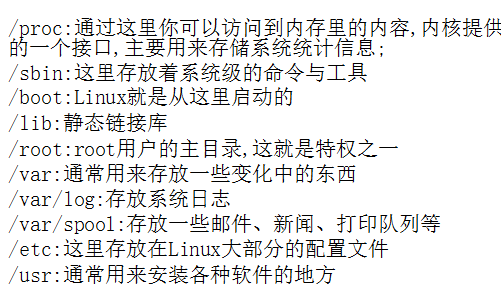 /proc:通过这里你可以访问到内存里的内容,内核提供
的一个接口,主要用来存储系统统计信息;
/sbin:这里存放着系统级的命令与工具
/boot:Linux就是从这里启动的
/lib:静态链接库
/root:root用户的主目录,这就是特权之一
/var:通常用来存放一些变化中的东西
/var/log:存放系统日志
/var/spool:存放一些邮件、新闻、打印队列等
/etc:这里存放在Linux大部分的配置文件
/usr:通常用来安装各种软件的地方